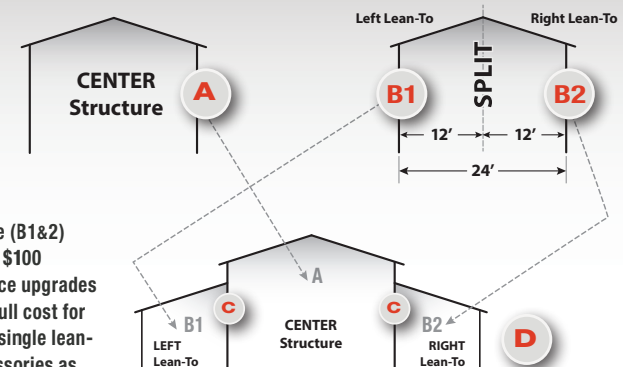 CENTER
Structure
A
Left Lean-To
Right Lean-To
SPLIT
B1
B2
12'
12'
24'
(B1&2)
$100
ce upgrades
ull cost for
single lean-
ssories as
A
B1
C
C
B2
CENTER
Structure
LEFT
Lean-To
RIGHT
Lean-To
D